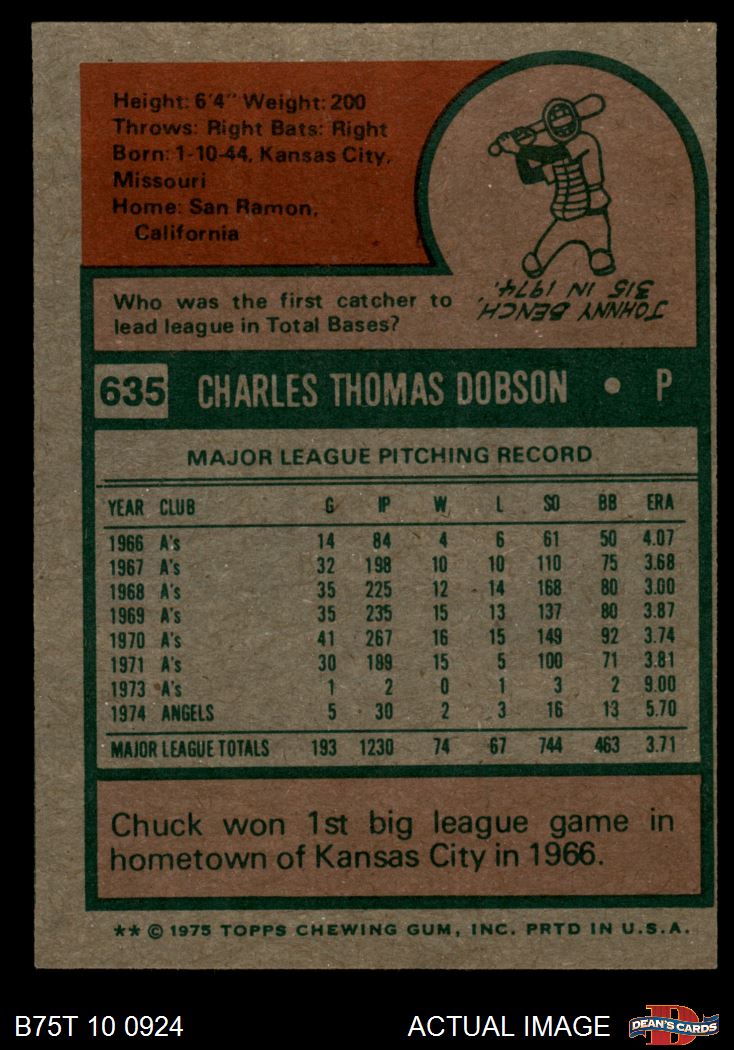 Height: 6'4" Weight: 200
Throws: Right Bats: Right
Born: 1-10-44, Kansas City,
Missouri
Home: San Ramon,
California
Who was the first catcher to
lead league in Total Bases?
JOHNNY BENCH,
315 IN 1974.
635 CHARLES THOMAS DOBSON • P
MAJOR LEAGUE PITCHING RECORD
YEAR CLUB G IP W L SO BB ERA
1966 A's 14 84 4 6 61 50 4.07
1967 A's 32 198 10 10 110 75 3.68
1968 A's 35 225 12 14 168 80 3.00
1969 A's 35 235 15 13 137 80 3.87
1970 A's 41 267 16 15 149 92 3.74
1971 A's 30 189 15 5 100 71 3.81
1973 A's 1 2 0 1 3 2 9.00
1974 ANGELS 5 30 2 3 16 13 5.70
MAJOR LEAGUE TOTALS 193 1230 74 67 744 463 3.71
Chuck won 1st big league game in
hometown of Kansas City in 1966.
** © 1975 TOPPS CHEWING GUM, INC. PRTD IN U.S.A.
B75T 10 0924 ACTUAL IMAGE DEAN'S CARDS